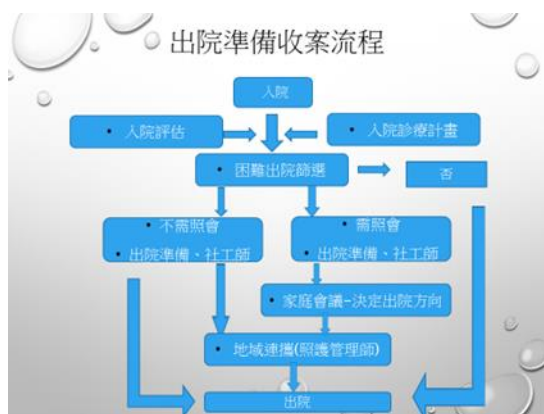 出院準備收案流程
入院
• 入院評估
• 入院診療計畫
• 困難出院篩選
否
• 不需照會
• 出院準備、社工師
• 需照會
• 出院準備、社工師
• 家庭會議-決定出院方向
• 地域連攜(照護管理師)
出院